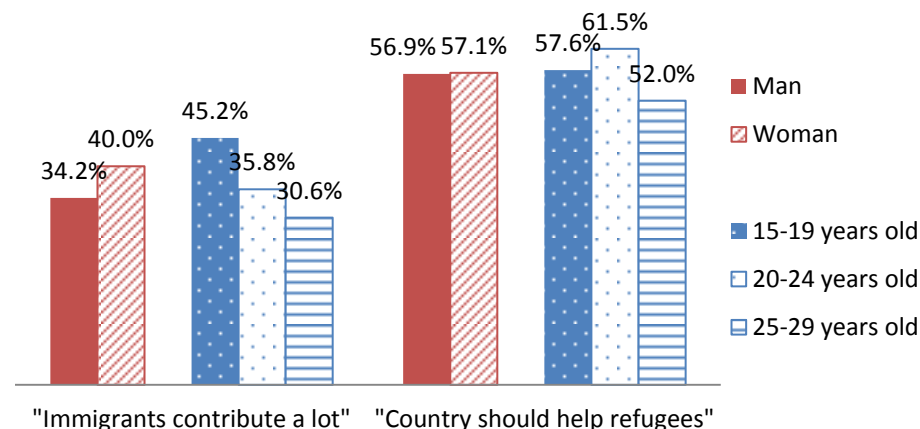 61.5%
56.9% 57.1% 57.6%
52.0%
45.2%
40.0%
34.2% 35.8%
30.6%
Man
Woman
15-19 years old
20-24 years old
25-29 years old
"Immigrants contribute a lot" "Country should help refugees"